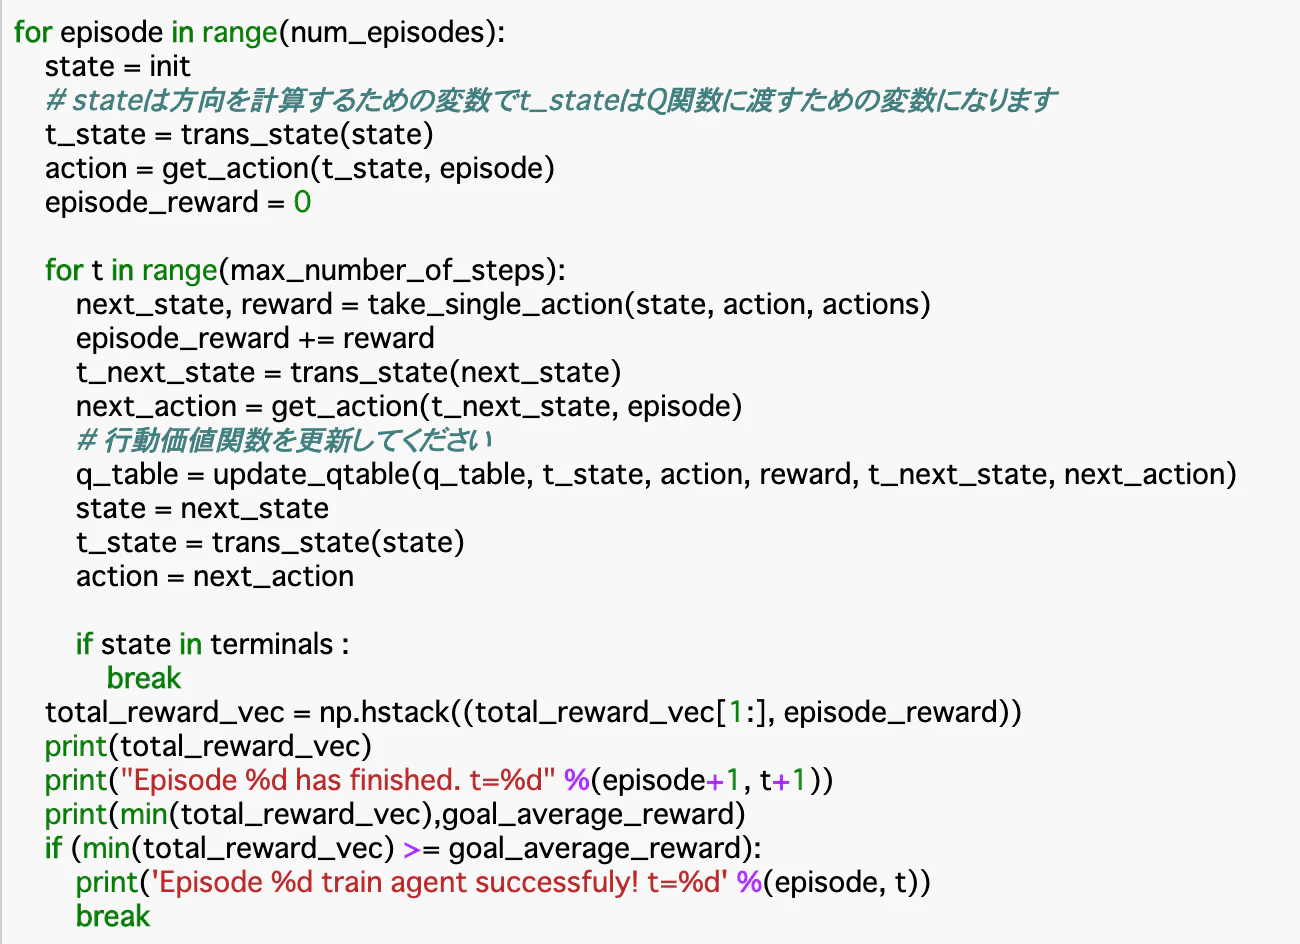 for episode in range(num_episodes):
state = init
# stateは方向を計算するための変数でt_stateはQ関数に渡すための変数になります
t_state = trans_state(state)
action = get_action(t_state, episode)
episode_reward = 0
for t in range(max_number_of_steps):
next_state, reward = take_single_action(state, action, actions)
episode_reward += reward
t_next_state = trans_state(next_state)
next_action = get_action(t_next_state, episode)
# 行動価値関数を更新してください
q_table = update_qtable(q_table, t_state, action, reward, t_next_state, next_action)
state = next_state
t_state = trans_state(state)
action = next_action
if state in terminals :
break
total_reward_vec = np.hstack((total_reward_vec[1:], episode_reward))
print(total_reward_vec)
print("Episode %d has finished. t=%d" %(episode+1, t+1))
print(min(total_reward_vec),goal_average_reward)
if (min(total_reward_vec) >= goal_average_reward):
print('Episode %d train agent successfuly! t=%d' %(episode, t))
break